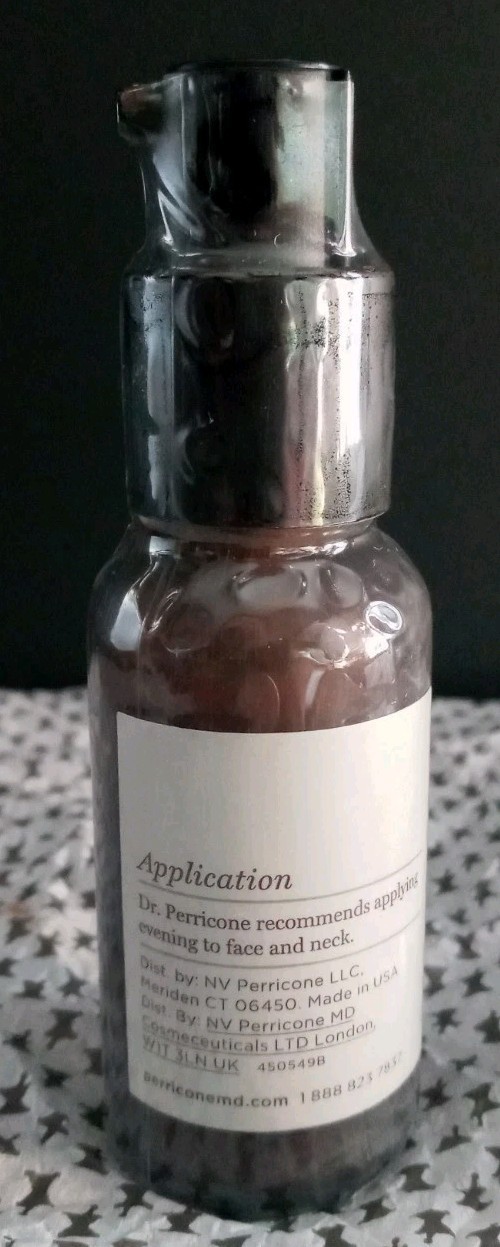 Application
Dr. Perricone recommends applying
evening to face and neck.
Dist. by: NV Perricone LLC,
Meriden CT 06450. Made in USA
Dist. By: NV Perricone MD
Cosmeceuticals LTD London,
W1T 3LN UK 450549B
perriconemd.com 1 888 823 7837